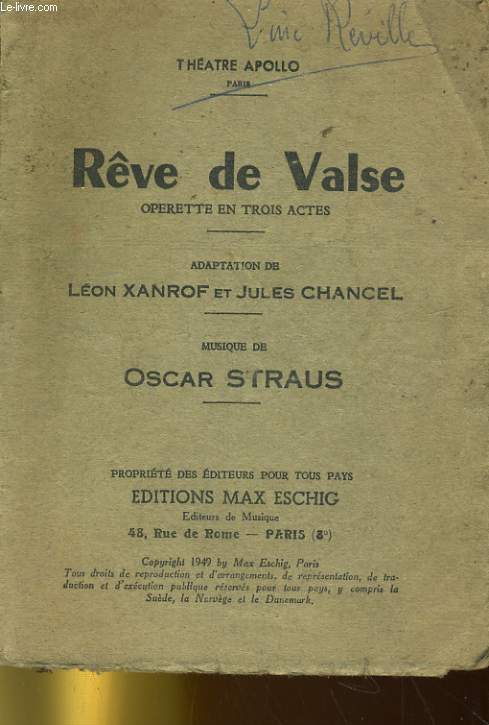 Le-livre.com
THÉATRE APOLLO
PARIS
Rêve de Valse
OPERETTE EN TROIS ACTES
ADAPTATION DE
LÉON XANROF ET JULES CHANCEL
MUSIQUE DE
OSCAR STRAUS
PROPRIÉTÉ DES ÉDITEURS POUR TOUS PAYS
EDITIONS MAX ESCHIG
Editeurs de Musique
48, Rue de Rome — PARIS (8e)
Copyright 1949 by Max Eschig, Paris
Tous droits de reproduction et d'arrangements, de représentation, de tra-
duction et d'exécution publique réservés pour tous pays, y compris la
Suède, la Norvège et le Danemark.